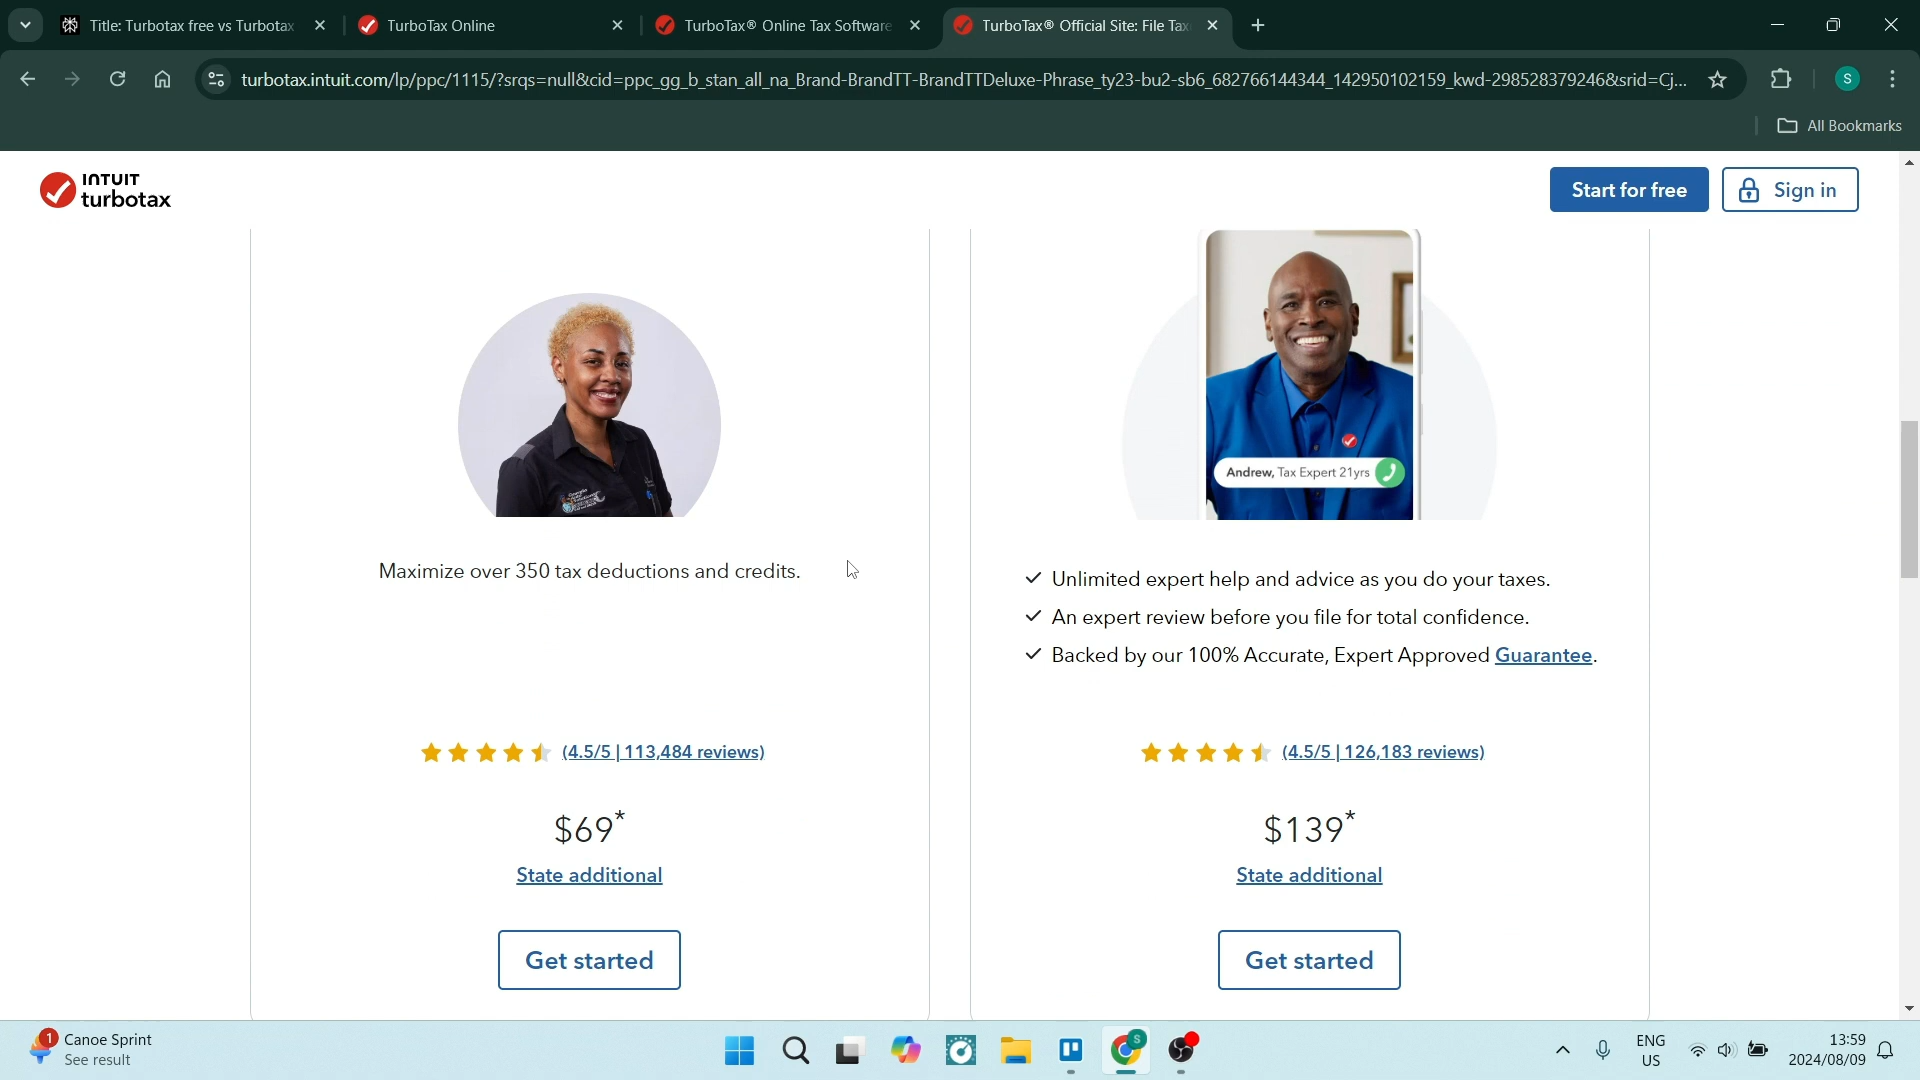 Title: Turbotax free vs Turbotax
TurboTax Online
TurboTax® Online Tax Software
TurboTax® Official Site: File Tax
turbotax.intuit.com/lp/ppc/1115/?srqs=null&cid=ppc_gg_b_stan_all_na_Brand-BrandTT-BrandTTDeluxe-Phrase_ty23-bu2-sb6_682766144344_142950102159_kwd-298528379246&srid=Cj...
S
All Bookmarks
INTUIT
turbotax
Start for free
Sign in
Andrew, Tax Expert 21yrs
Maximize over 350 tax deductions and credits.
Unlimited expert help and advice as you do your taxes.
An expert review before you file for total confidence.
Backed by our 100% Accurate, Expert Approved Guarantee.
(4.5/5 | 113,484 reviews)
(4.5/5 | 126,183 reviews)
$69*
$139*
State additional
State additional
Get started
Get started
1
Canoe Sprint
See result
S
ENG
US
13:59
2024/08/09